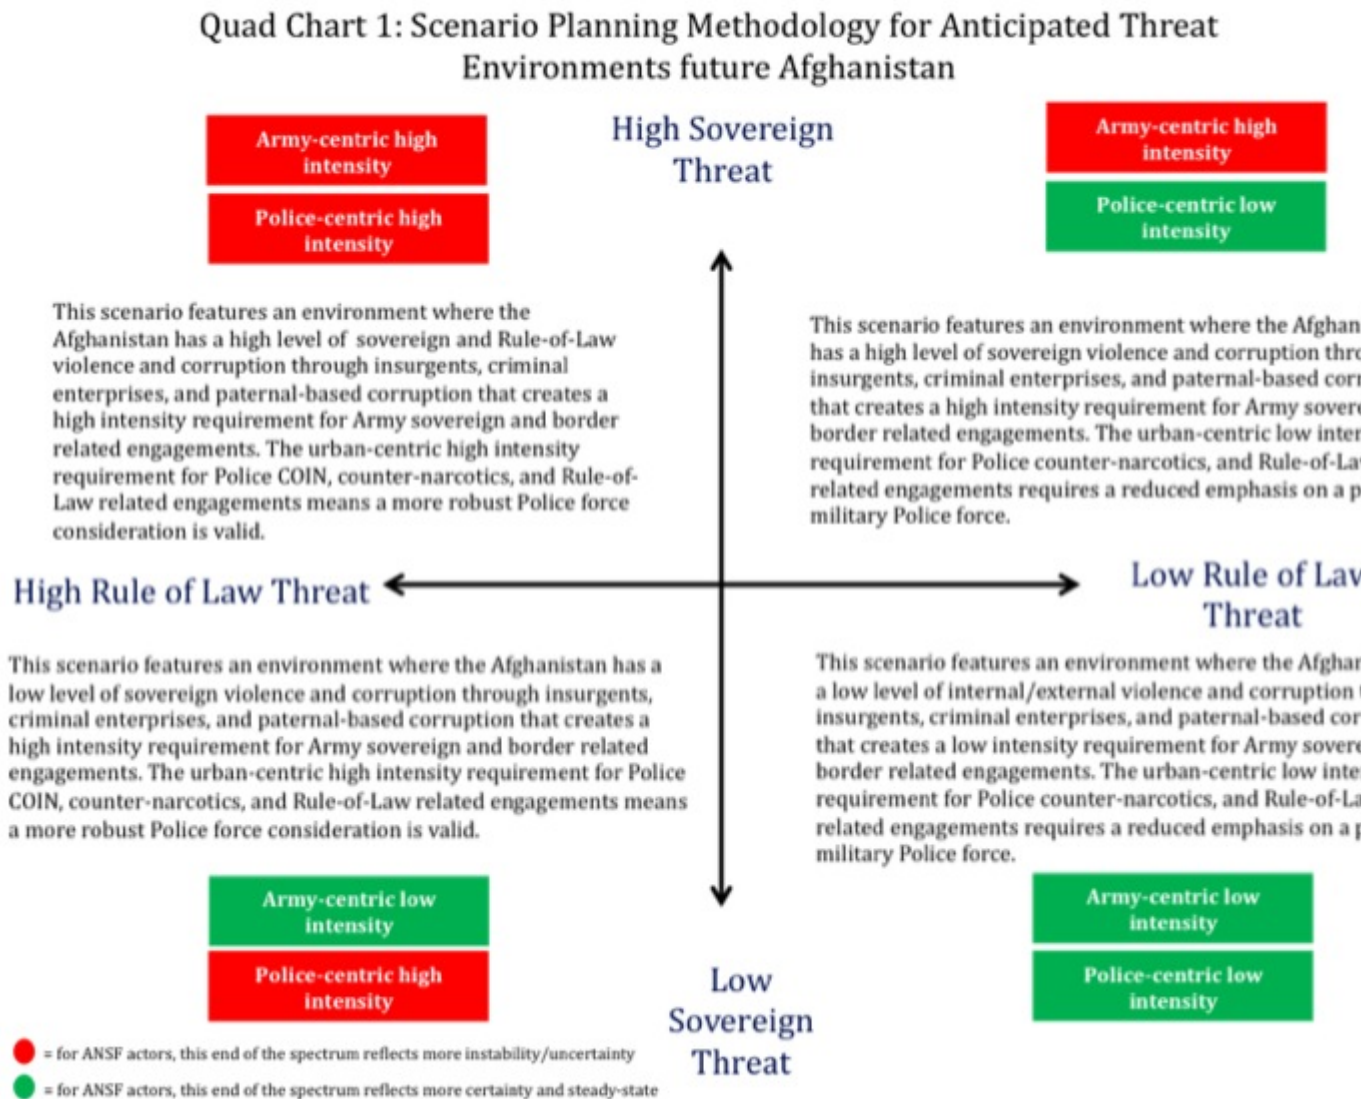 Quad Chart 1: Scenario Planning Methodology for Anticipated Threat
Environments future Afghanistan
Army-centric high
intensity
Police-centric high
intensity
High Sovereign
Threat
Army-centric high
intensity
Police-centric low
intensity
This scenario features an environment where the
Afghanistan has a high level of sovereign and Rule-of-Law
violence and corruption through insurgents, criminal
enterprises, and paternal-based corruption that creates a
high intensity requirement for Army sovereign and border
related engagements. The urban-centric high intensity
requirement for Police COIN, counter-narcotics, and Rule-of-
Law related engagements means a more robust Police force
consideration is valid.
This scenario features an environment where the Afghan
has a high level of sovereign violence and corruption thro
insurgents, criminal enterprises, and paternal-based corr
that creates a high intensity requirement for Army sovere
border related engagements. The urban-centric low inter
requirement for Police counter-narcotics, and Rule-of-La
related engagements requires a reduced emphasis on a p
military Police force.
High Rule of Law Threat
Low Rule of Law
Threat
This scenario features an environment where the Afghanistan has a
low level of sovereign violence and corruption through insurgents,
criminal enterprises, and paternal-based corruption that creates a
high intensity requirement for Army sovereign and border related
engagements. The urban-centric high intensity requirement for Police
COIN, counter-narcotics, and Rule-of-Law related engagements means
a more robust Police force consideration is valid.
This scenario features an environment where the Afghan
a low level of internal/external violence and corruption
insurgents, criminal enterprises, and paternal-based cor
that creates a low intensity requirement for Army sovere
border related engagements. The urban-centric low inte
requirement for Police counter-narcotics, and Rule-of-La
related engagements requires a reduced emphasis on a p
military Police force.
Army-centric low
intensity
Police-centric high
intensity
Low
Sovereign
Threat
Army-centric low
intensity
Police-centric low
intensity
= for ANSF actors, this end of the spectrum reflects more instability/uncertainty
= for ANSF actors, this end of the spectrum reflects more certainty and steady-state